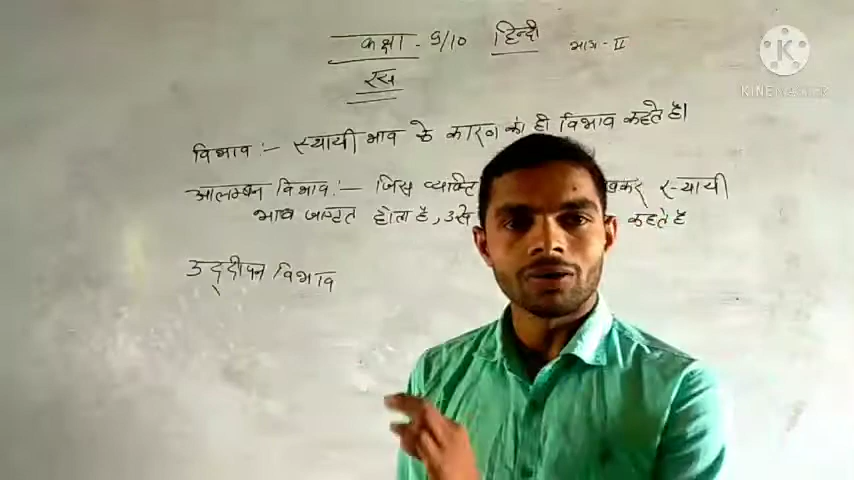 कक्षा - 9/10 हिन्दी भाग - II
रस
विभाव :- स्थायी भाव के कारण को ही विभाव कहते है।
आलम्बन विभाव :- जिस व्यक्ति खकर स्थायी
भाव जाग्रत होता है, उसे कहते है
उद्दीपन विभाव
K
KINEMASTER